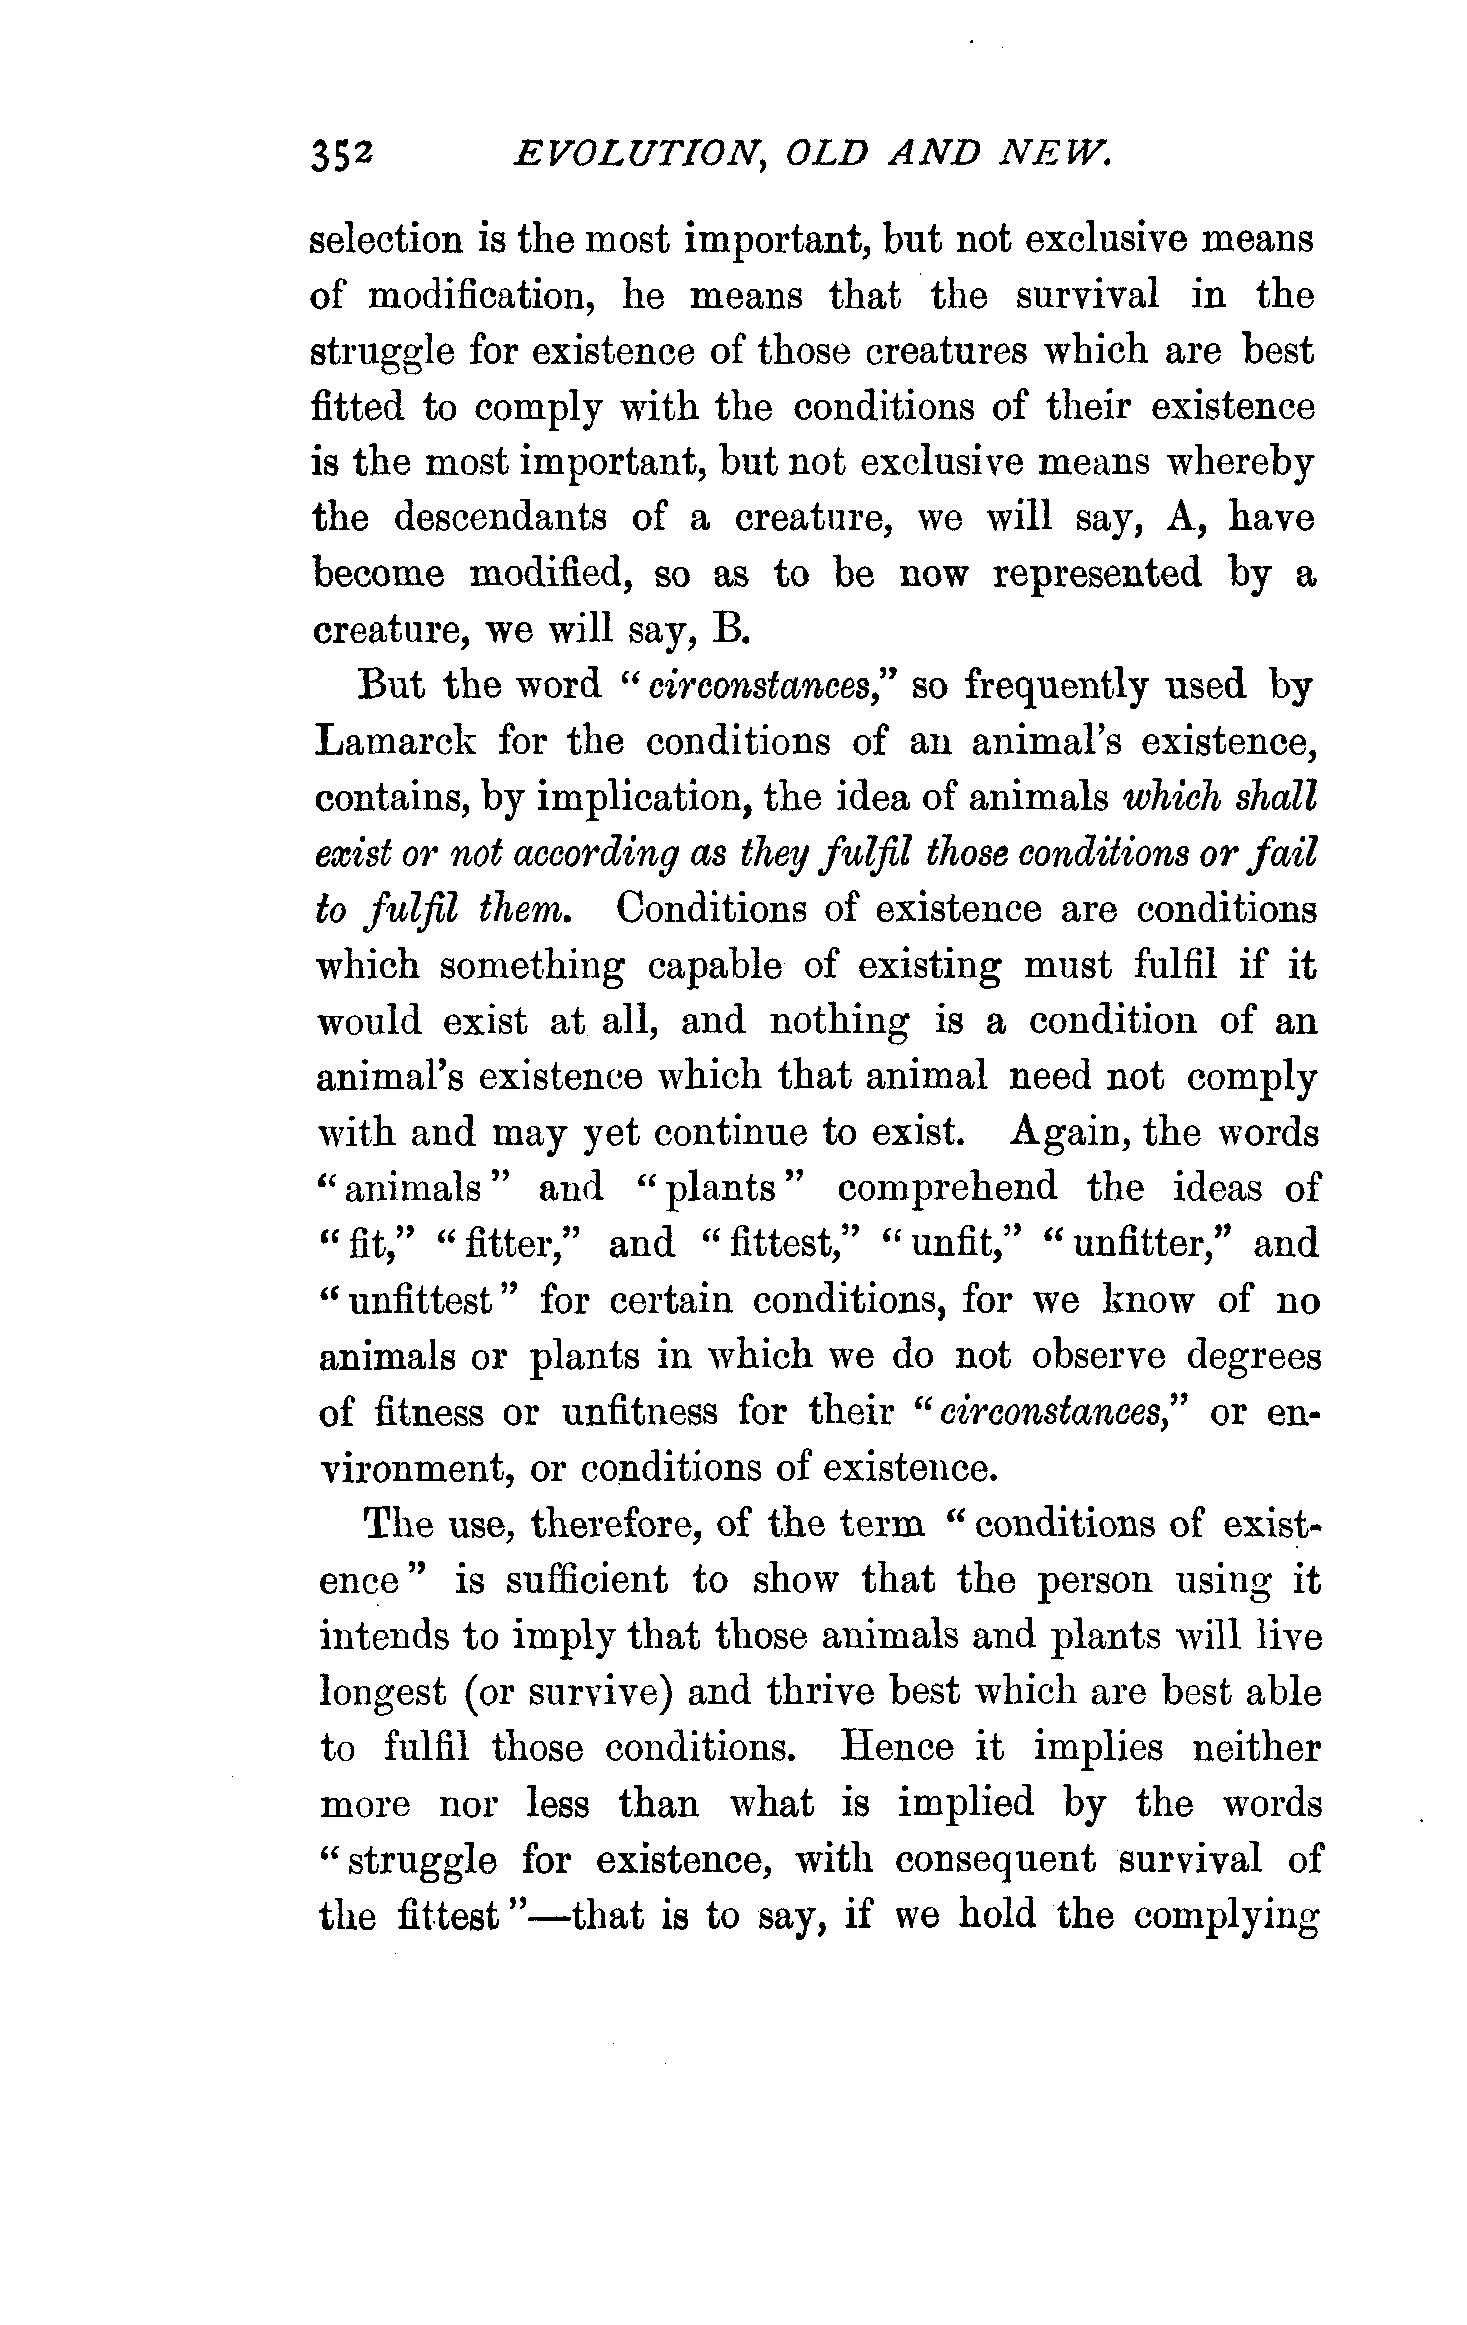 352 EVOLUTION, OLD AND NEW.
selection is the most important, but not exclusive means
of modification, he means that the survival in the
struggle for existence of those creatures which are best
fitted to comply with the conditions of their existence
is the most important, but not exclusive means whereby
the descendants of a creature, we will say, A, have
become modified, so as to be now represented by a
creature, we will say, B.
But the word “circonstances,” so frequently used by
Lamarck for the conditions of an animal’s existence,
contains, by implication, the idea of animals which shall
exist or not according as they fulfil those conditions or fail
to fulfil them. Conditions of existence are conditions
which something capable of existing must fulfil if it
would exist at all, and nothing is a condition of an
animal’s existence which that animal need not comply
with and may yet continue to exist. Again, the words
“animals” and “plants” comprehend the ideas of
“fit,” “fitter,” and “fittest,” “unfit,” “unfitter,” and
“unfittest” for certain conditions, for we know of no
animals or plants in which we do not observe degrees
of fitness or unfitness for their “circonstances,” or en-
vironment, or conditions of existence.
The use, therefore, of the term “conditions of exist-
ence” is sufficient to show that the person using it
intends to imply that those animals and plants will live
longest (or survive) and thrive best which are best able
to fulfil those conditions. Hence it implies neither
more nor less than what is implied by the words
“struggle for existence, with consequent survival of
the fittest”—that is to say, if we hold the complying